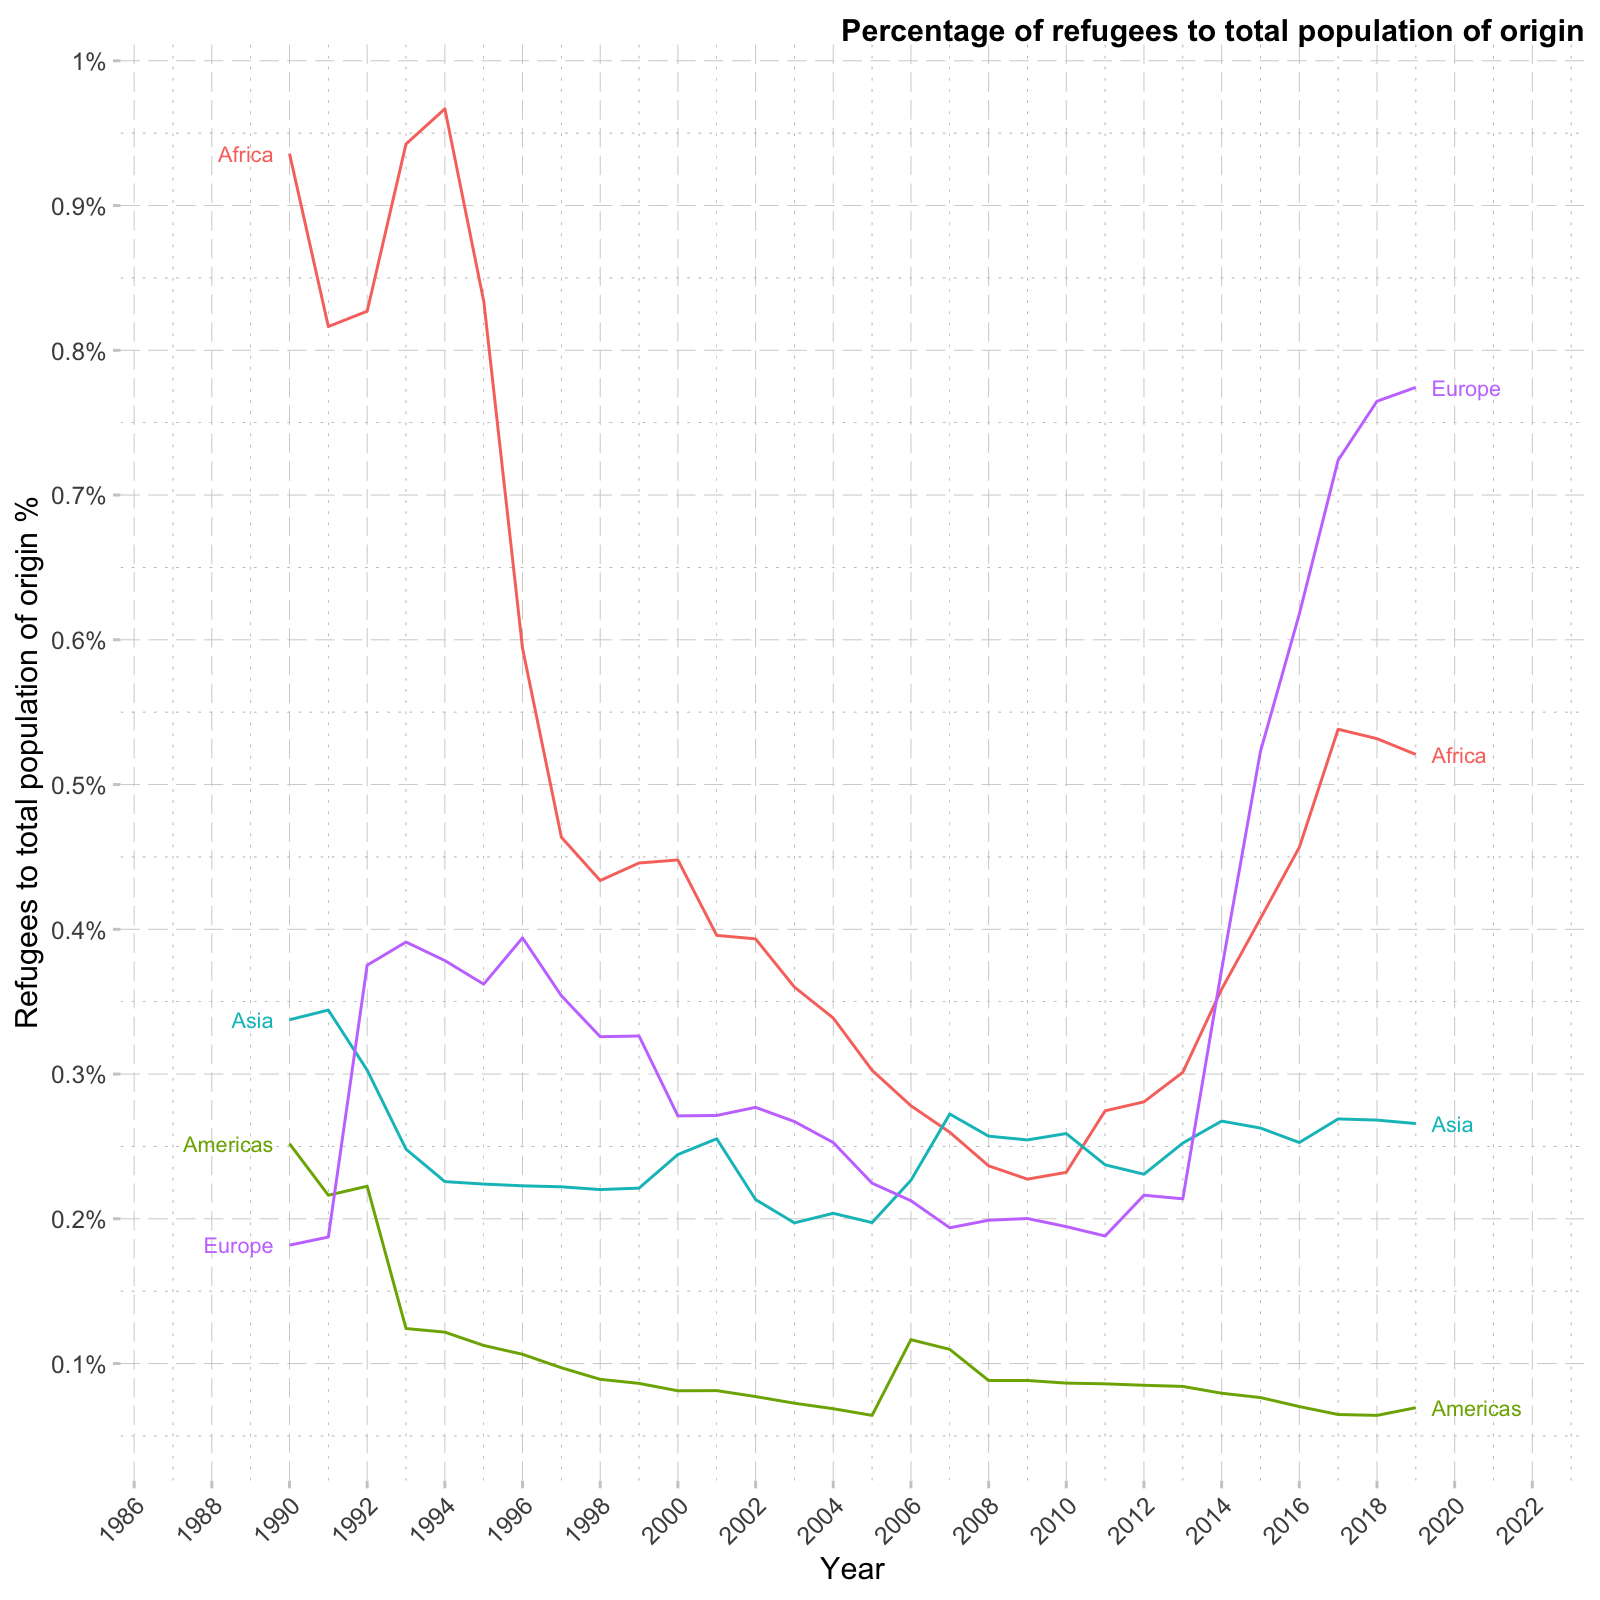 Percentage of refugees to total population of origin
1%
0.9%
0.8%
0.7%
0.6%
0.5%
0.4%
0.3%
0.2%
0.1%
Refugees to total population of origin %
Africa
Asia
Americas
Europe
Europe
Africa
Asia
Americas
1986 1988 1990 1992 1994 1996 1998 2000 2002 2004 2006 2008 2010 2012 2014 2016 2018 2020 2022
Year